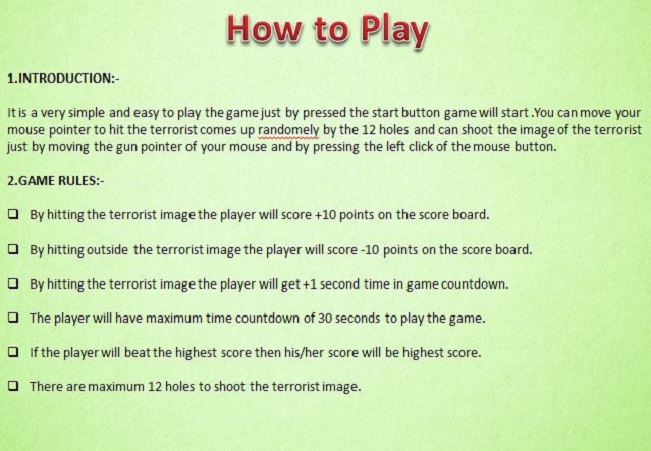 How to Play
1.INTRODUCTION:-
It is a very simple and easy to play the game just by pressed the start button game will start .You can move your
mouse pointer to hit the terrorist comes up randomely by the 12 holes and can shoot the image of the terrorist
just by moving the gun pointer of your mouse and by pressing the left click of the mouse button.
2.GAME RULES:-
❑ By hitting the terrorist image the player will score +10 points on the score board.
❑ By hitting outside the terrorist image the player will score -10 points on the score board.
❑ By hitting the terrorist image the player will get +1 second time in game countdown.
❑ The player will have maximum time countdown of 30 seconds to play the game.
❑ If the player will beat the highest score then his/her score will be highest score.
❑ There are maximum 12 holes to shoot the terrorist image.